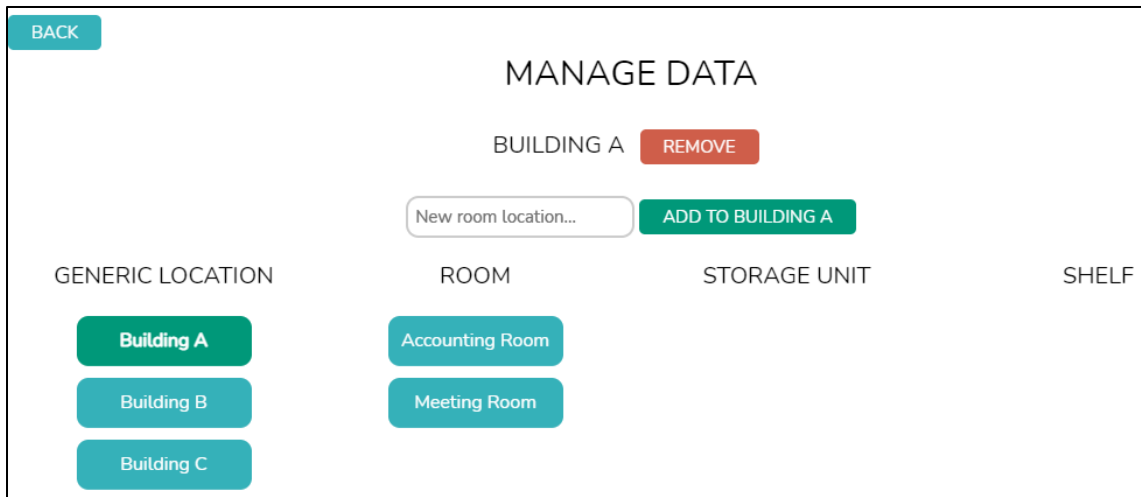 BACK
MANAGE DATA
BUILDING A REMOVE
New room location... ADD TO BUILDING A
GENERIC LOCATION ROOM STORAGE UNIT SHELF
Building A Accounting Room
Building B Meeting Room
Building C